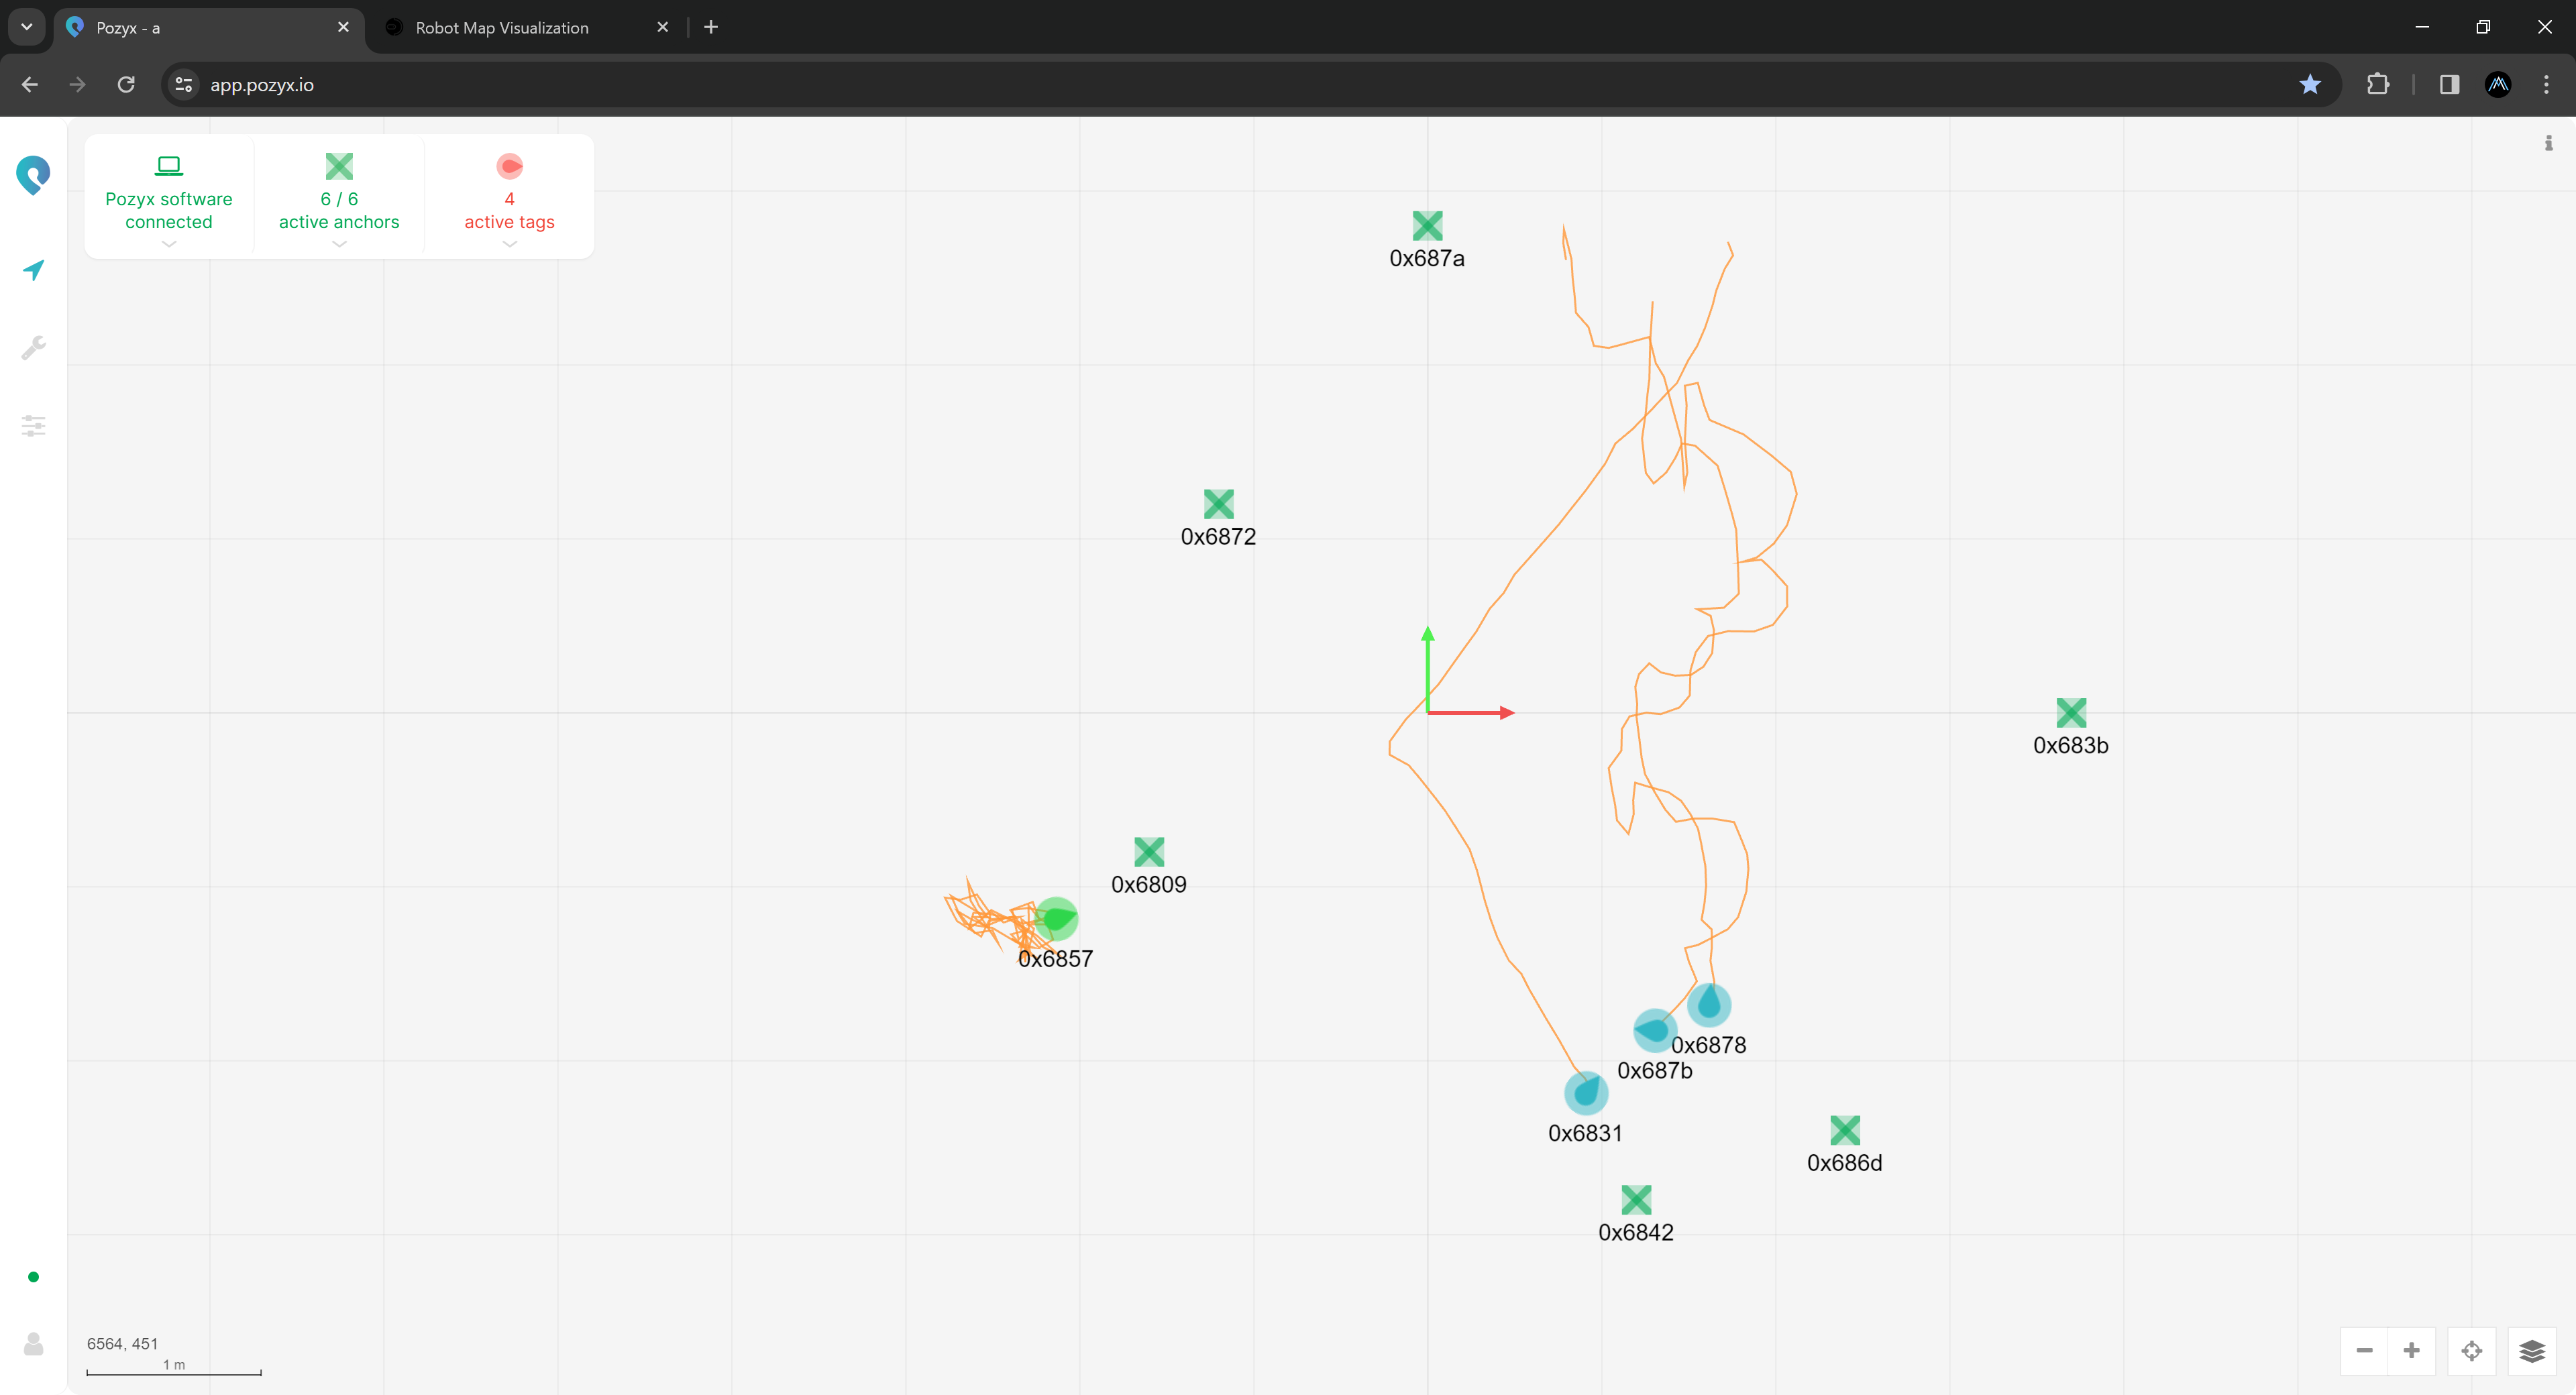 Pozyx - a
Robot Map Visualization
app.pozyx.io
Pozyx software
connected
6 / 6
active anchors
4
active tags
0x687a
0x6872
0x683b
0x6809
0x6857
0x6878
0x687b
0x6831
0x686d
0x6842
6564, 451
1 m